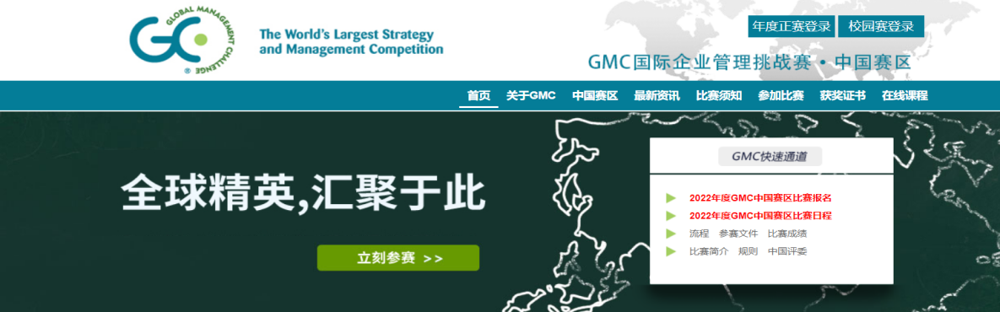 GLOBAL MANAGEMENT CHALLENGE
GC
®
The World's Largest Strategy
and Management Competition
年度正赛登录 校园赛登录
GMC国际企业管理挑战赛 • 中国赛区
首页 关于GMC 中国赛区 最新资讯 比赛须知 参加比赛 获奖证书 在线课程
全球精英,汇聚于此
立刻参赛 >>
GMC快速通道
2022年度GMC中国赛区比赛报名
2022年度GMC中国赛区比赛日程
流程 参赛文件 比赛成绩
比赛简介 规则 中国评委